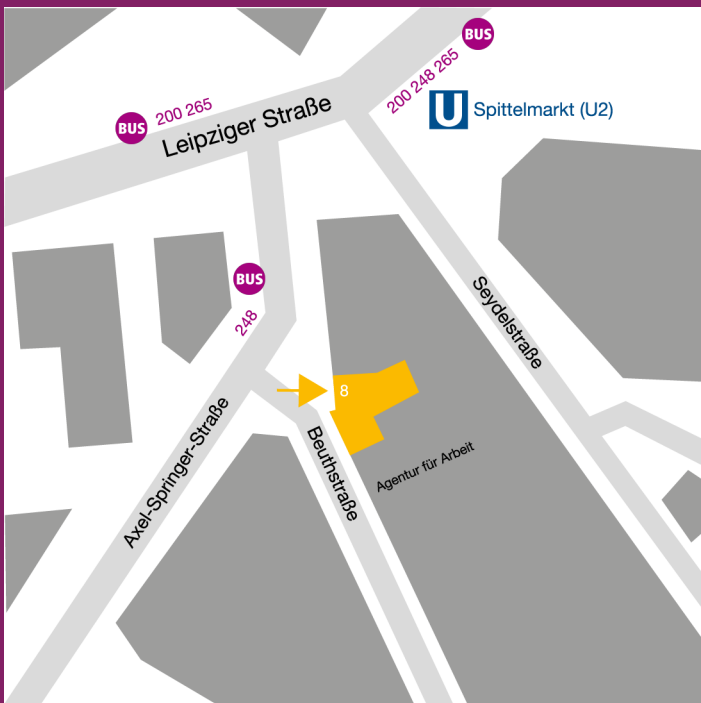 BUS
200 248 265
BUS
200 265
Leipziger Straße
U
Spittelmarkt (U2)
BUS
248
Seydelstraße
8
Axel-Springer-Straße
Beuthstraße
Agentur für Arbeit